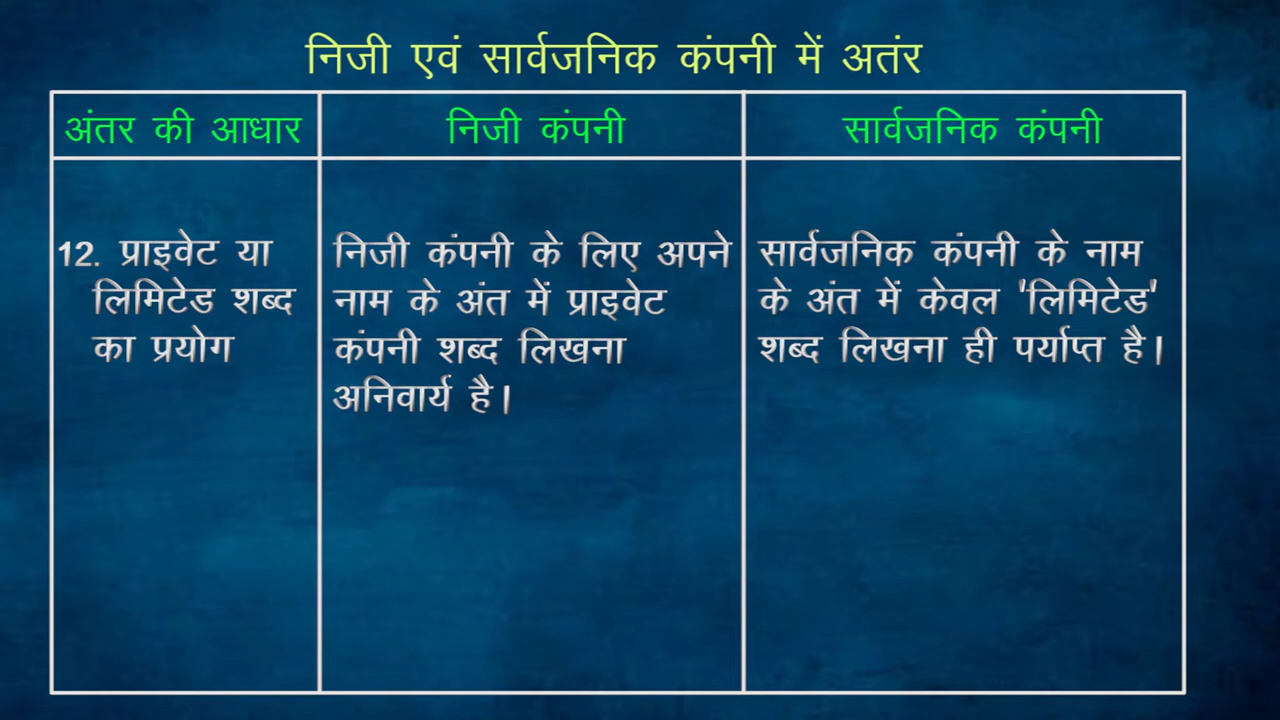 निजी एवं सार्वजनिक कंपनी में अतंर
अंतर की आधार
निजी कंपनी
सार्वजनिक कंपनी
12. प्राइवेट या
लिमिटेड शब्द
का प्रयोग
निजी कंपनी के लिए अपने
नाम के अंत में प्राइवेट
कंपनी शब्द लिखना
अनिवार्य है।
सार्वजनिक कंपनी के नाम
के अंत में केवल 'लिमिटेड'
शब्द लिखना ही पर्याप्त है।